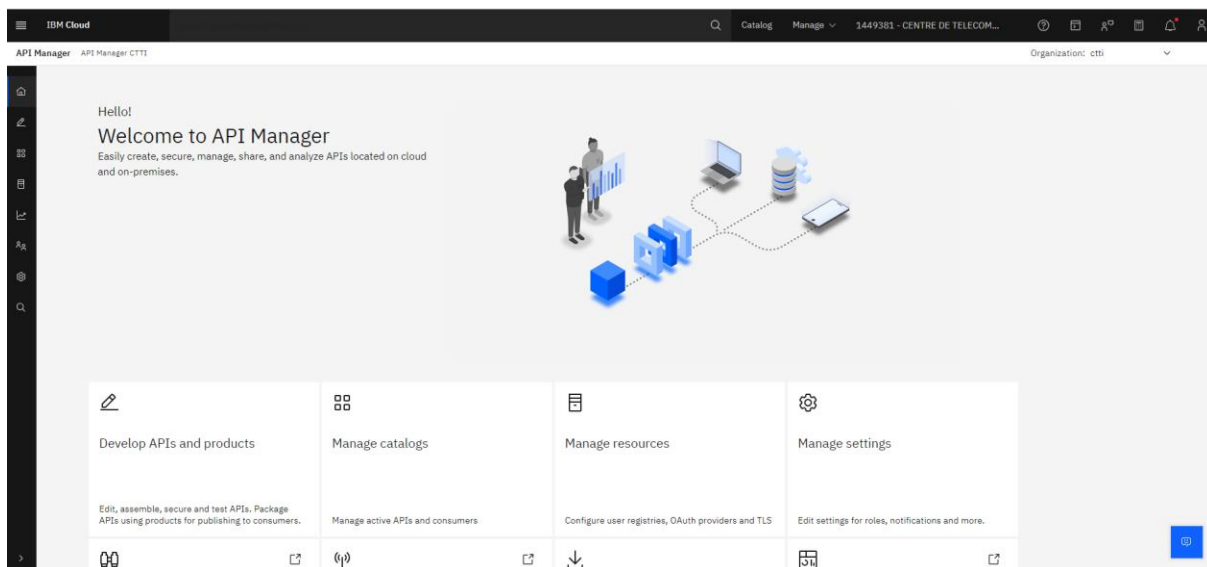 IBM Cloud
Catalog
Manage
1449381 - CENTRE DE TELECOM...
API Manager
API Manager CTTI
Organization: ctti
Hello!
Welcome to API Manager
Easily create, secure, manage, share, and analyze APIs located on cloud
and on-premises.
Develop APIs and products
Edit, assemble, secure and test APIs. Package
APIs using products for publishing to consumers.
Manage catalogs
Manage active APIs and consumers
Manage resources
Configure user registries, OAuth providers and TLS
Manage settings
Edit settings for roles, notifications and more.